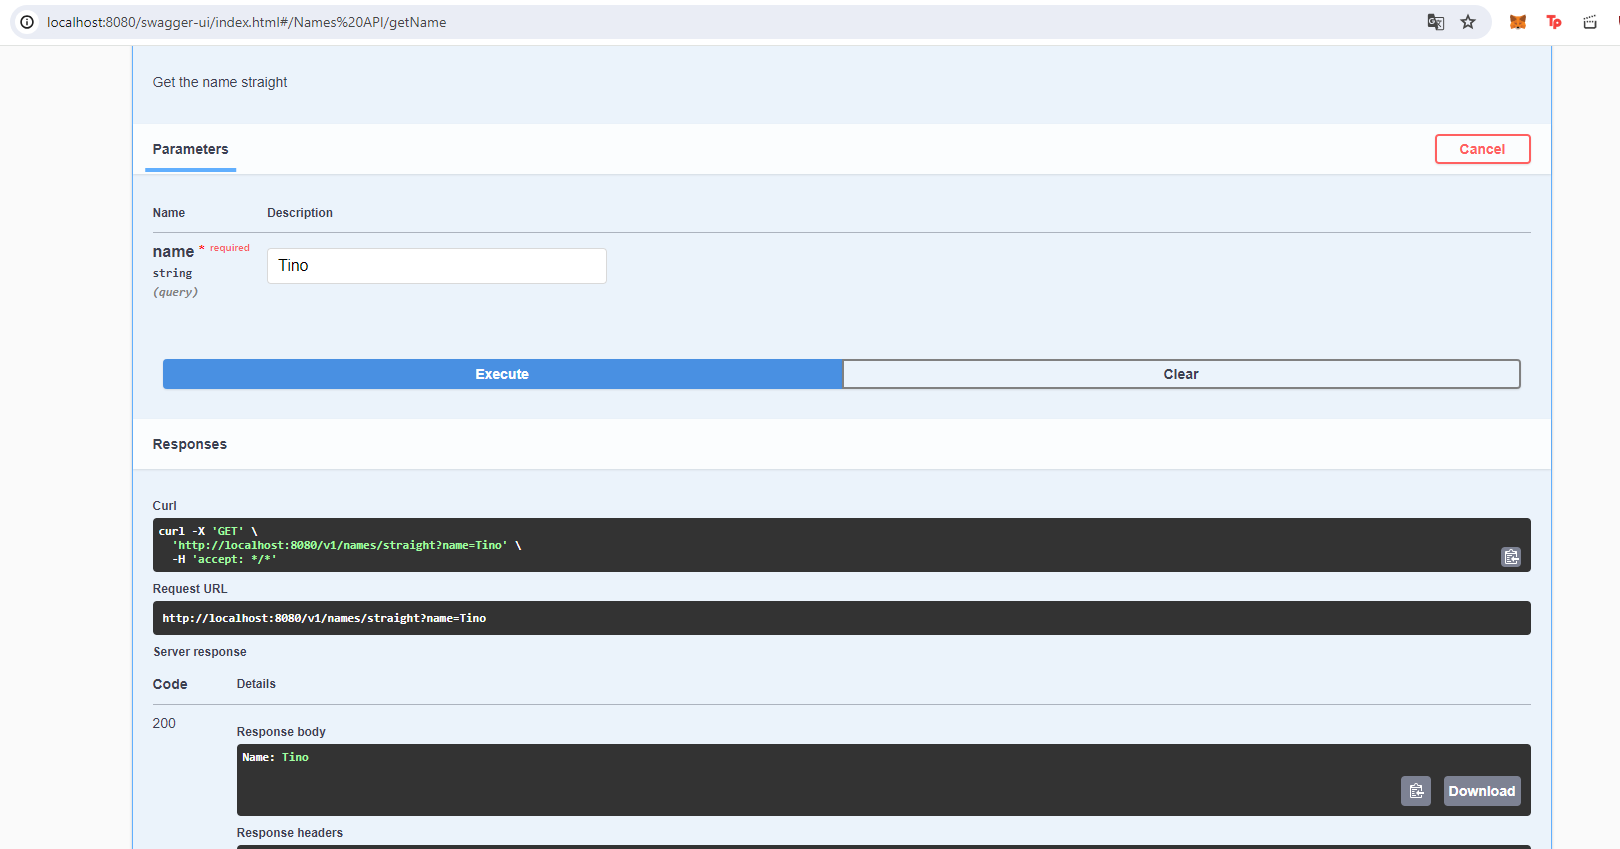 localhost:8080/swagger-ui/index.html#/Names%20API/getName
Tp
Get the name straight
Parameters
Cancel
Name Description
name * required
string
(query)
Tino
Execute
Clear
Responses
Curl
curl -X 'GET' \
'http://localhost:8080/v1/names/straight?name=Tino' \
-H 'accept: */*'
Request URL
http://localhost:8080/v1/names/straight?name=Tino
Server response
Code Details
200
Response body
Name: Tino
Download
Response headers